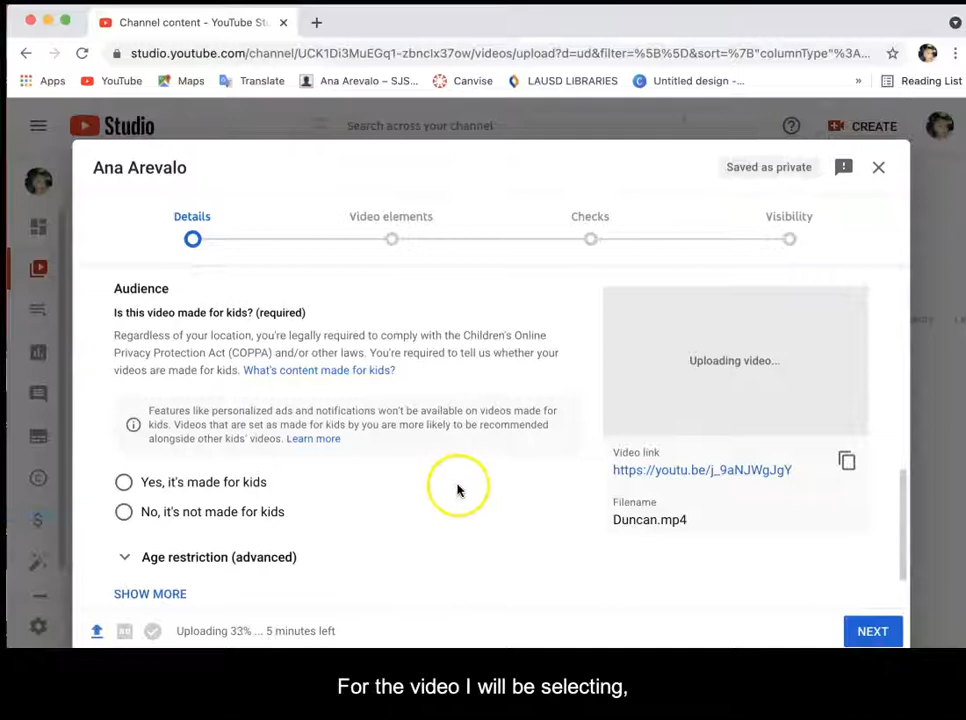 Channel content - YouTube Stu
studio.youtube.com/channel/UCK1Di3MuEGq1-zbncIx37ow/videos/upload?d=ud&filter=%5B%5D&sort=%7B"columnType"%3A...
Apps YouTube Maps Translate Ana Arevalo – SJS... Canvise LAUSD LIBRARIES Untitled design -... » Reading List
Studio Search across your channel CREATE
Ana Arevalo Saved as private
Details Video elements Checks Visibility
Audience
Is this video made for kids? (required)
Regardless of your location, you're legally required to comply with the Children's Online
Privacy Protection Act (COPPA) and/or other laws. You're required to tell us whether your
videos are made for kids. What's content made for kids?
Features like personalized ads and notifications won't be available on videos made for
kids. Videos that are set as made for kids by you are more likely to be recommended
alongside other kids' videos. Learn more
Yes, it's made for kids
No, it's not made for kids
Age restriction (advanced)
SHOW MORE
Uploading video...
Video link
https://youtu.be/j_9aNJWgJgY
Filename
Duncan.mp4
Uploading 33% ... 5 minutes left
NEXT
For the video I will be selecting,